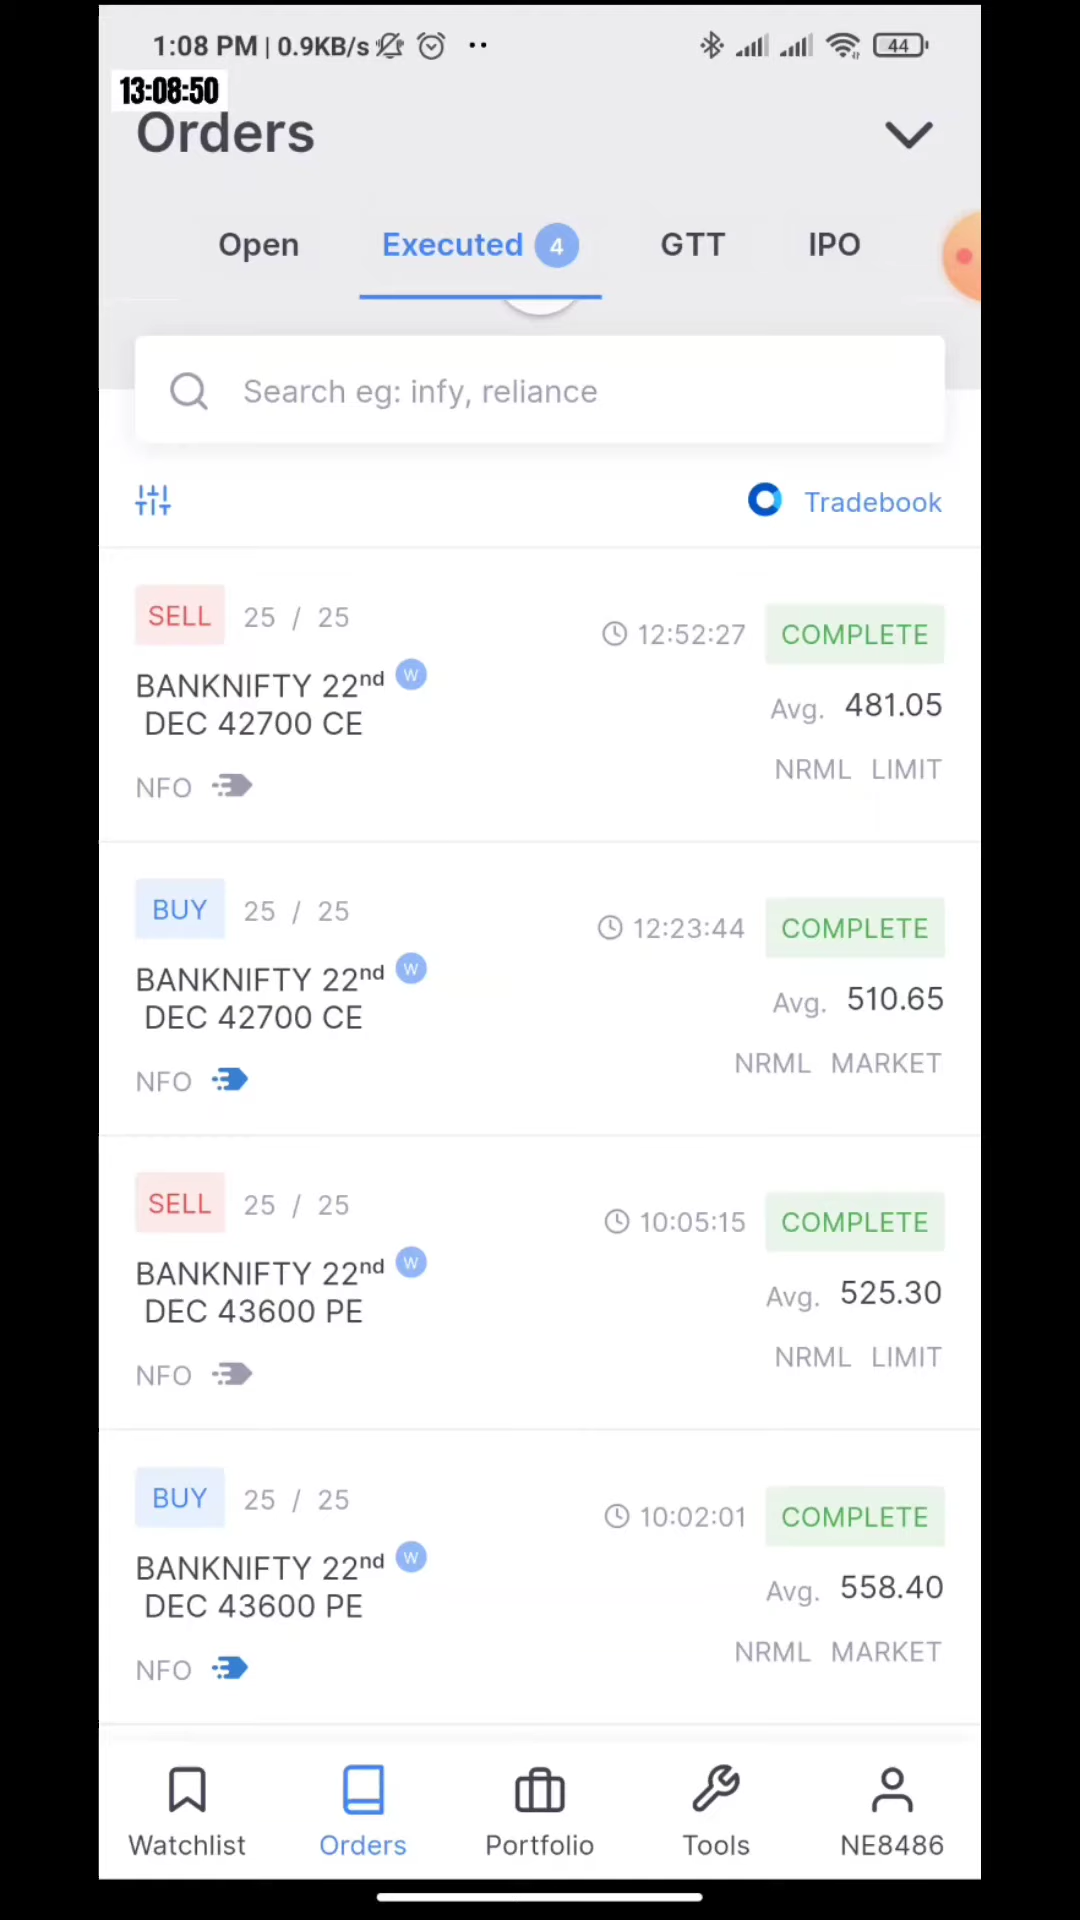 1:08 PM | 0.9KB/s ·· 44
13:08:50
Orders
Open Executed 4 GTT IPO
Search eg: infy, reliance
Tradebook
SELL 25 / 25 12:52:27 COMPLETE
BANKNIFTY 22nd W Avg. 481.05
DEC 42700 CE
NFO NRML LIMIT
BUY 25 / 25 12:23:44 COMPLETE
BANKNIFTY 22nd W Avg. 510.65
DEC 42700 CE
NFO NRML MARKET
SELL 25 / 25 10:05:15 COMPLETE
BANKNIFTY 22nd W Avg. 525.30
DEC 43600 PE
NFO NRML LIMIT
BUY 25 / 25 10:02:01 COMPLETE
BANKNIFTY 22nd W Avg. 558.40
DEC 43600 PE
NFO NRML MARKET
Watchlist Orders Portfolio Tools NE8486